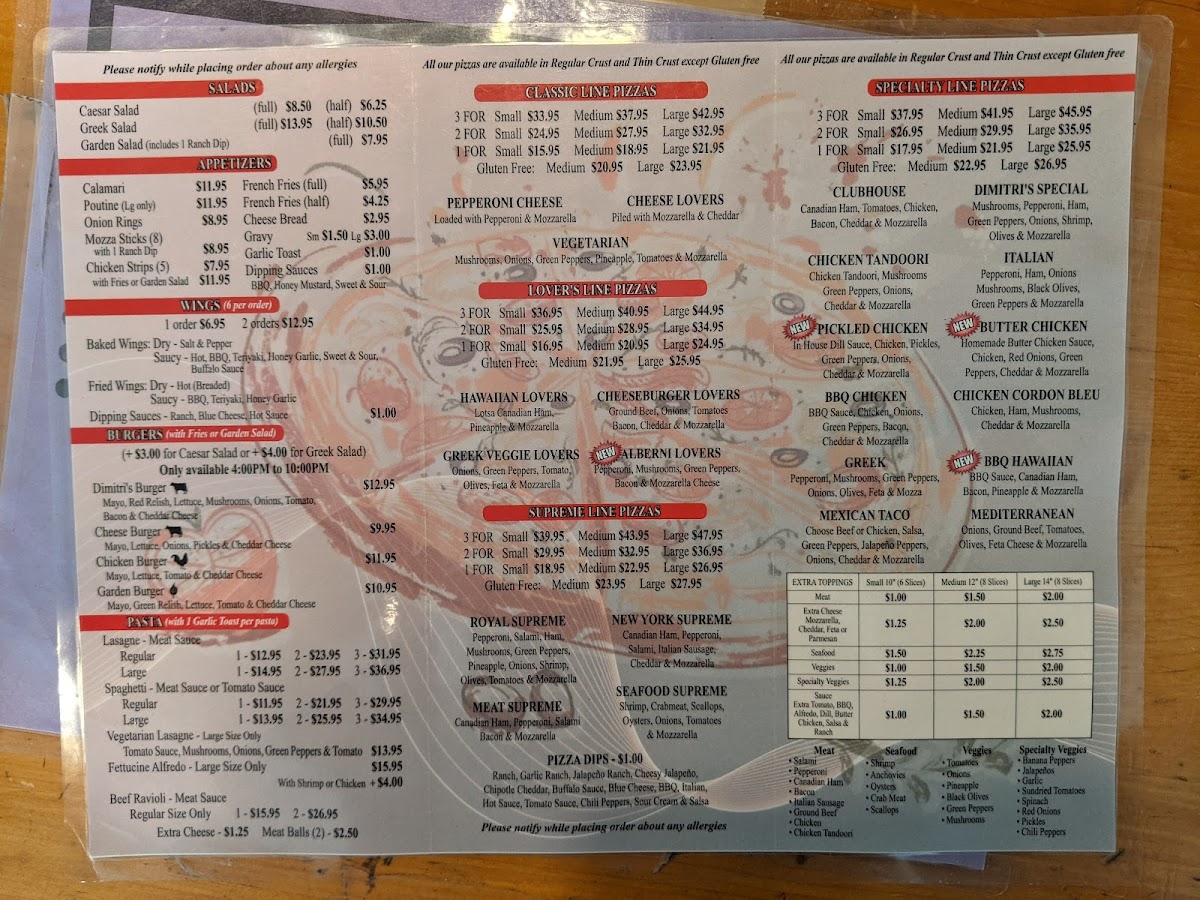 Please notify while placing order about any allergies
SALADS
Caesar Salad (full) $8.50 (half) $6.25
Greek Salad (full) $13.95 (half) $10.50
Garden Salad (includes 1 Ranch Dip) (full) $7.95
APPETIZERS
Calamari $11.95
Poutine (Lg only) $11.95
Onion Rings $8.95
Mozza Sticks (8)
with 1 Ranch Dip $8.95
Chicken Strips (5) $7.95
with Fries or Garden Salad $11.95
French Fries (full) $5.95
French Fries (half) $4.25
Cheese Bread $2.95
Gravy Sm $1.50 Lg $3.00
Garlic Toast $1.00
Dipping Sauces $1.00
BBQ, Honey Mustard, Sweet & Sour
WINGS (6 per order)
1 order $6.95 2 orders $12.95
Baked Wings: Dry - Salt & Pepper
Saucy - Hot, BBQ, Teriyaki, Honey Garlic, Sweet & Sour,
Buffalo Sauce
Fried Wings: Dry - Hot (Breaded)
Saucy - BBQ, Teriyaki, Honey Garlic
Dipping Sauces - Ranch, Blue Cheese, Hot Sauce $1.00
BURGERS (with Fries or Garden Salad)
(+ $3.00 for Caesar Salad or + $4.00 for Greek Salad)
Only available 4:00PM to 10:00PM
Dimitri's Burger $12.95
Mayo, Red Relish, Lettuce, Mushrooms, Onions, Tomato,
Bacon & Cheddar Cheese
Cheese Burger $9.95
Mayo, Lettuce, Onions, Pickles & Cheddar Cheese
Chicken Burger $11.95
Mayo, Lettuce, Tomato & Cheddar Cheese
Garden Burger $10.95
Mayo, Green Relish, Lettuce, Tomato & Cheddar Cheese
PASTA (with 1 Garlic Toast per pasta)
Lasagne - Meat Sauce
Regular 1 - $12.95 2 - $23.95 3 - $31.95
Large 1 - $14.95 2 - $27.95 3 - $36.95
Spaghetti - Meat Sauce or Tomato Sauce
Regular 1 - $11.95 2 - $21.95 3 - $29.95
Large 1 - $13.95 2 - $25.95 3 - $34.95
Vegetarian Lasagne - Large Size Only
Tomato Sauce, Mushrooms, Onions, Green Peppers & Tomato $13.95
Fettucine Alfredo - Large Size Only $15.95
With Shrimp or Chicken + $4.00
Beef Ravioli - Meat Sauce
Regular Size Only 1 - $15.95 2 - $26.95
Extra Cheese - $1.25 Meat Balls (2) - $2.50
All our pizzas are available in Regular Crust and Thin Crust except Gluten free
CLASSIC LINE PIZZAS
3 FOR Small $33.95 Medium $37.95 Large $42.95
2 FOR Small $24.95 Medium $27.95 Large $32.95
1 FOR Small $15.95 Medium $18.95 Large $21.95
Gluten Free: Medium $20.95 Large $23.95
PEPPERONI CHEESE
Loaded with Pepperoni & Mozzarella
CHEESE LOVERS
Piled with Mozzarella & Cheddar
VEGETARIAN
Mushrooms, Onions, Green Peppers, Pineapple, Tomatoes & Mozzarella
LOVER'S LINE PIZZAS
3 FOR Small $36.95 Medium $40.95 Large $44.95
2 FOR Small $25.95 Medium $28.95 Large $34.95
1 FOR Small $16.95 Medium $20.95 Large $24.95
Gluten Free: Medium $21.95 Large $25.95
HAWAIIAN LOVERS
Lotsa Canadian Ham,
Pineapple & Mozzarella
CHEESEBURGER LOVERS
Ground Beef, Onions, Tomatoes
Bacon, Cheddar & Mozzarella
GREEK VEGGIE LOVERS
Onions, Green Peppers, Tomato,
Olives, Feta & Mozzarella
NEW ALBERNI LOVERS
Pepperoni, Mushrooms, Green Peppers,
Bacon & Mozzarella Cheese
SUPREME LINE PIZZAS
3 FOR Small $39.95 Medium $43.95 Large $47.95
2 FOR Small $29.95 Medium $32.95 Large $36.95
1 FOR Small $18.95 Medium $22.95 Large $26.95
Gluten Free: Medium $23.95 Large $27.95
ROYAL SUPREME
Pepperoni, Salami, Ham,
Mushrooms, Green Peppers,
Pineapple, Onions, Shrimp,
Olives, Tomatoes & Mozzarella
NEW YORK SUPREME
Canadian Ham, Pepperoni,
Salami, Italian Sausage,
Cheddar & Mozzarella
MEAT SUPREME
Canadian Ham, Pepperoni, Salami
Bacon & Mozzarella
SEAFOOD SUPREME
Shrimp, Crabmeat, Scallops,
Oysters, Onions, Tomatoes
& Mozzarella
PIZZA DIPS - $1.00
Ranch, Garlic Ranch, Jalapeño Ranch, Cheesy Jalapeño,
Chipotle Cheddar, Buffalo Sauce, Blue Cheese, BBQ, Italian,
Hot Sauce, Tomato Sauce, Chili Peppers, Sour Cream & Salsa
Please notify while placing order about any allergies
All our pizzas are available in Regular Crust and Thin Crust except Gluten free
SPECIALTY LINE PIZZAS
3 FOR Small $37.95 Medium $41.95 Large $45.95
2 FOR Small $26.95 Medium $29.95 Large $35.95
1 FOR Small $17.95 Medium $21.95 Large $25.95
Gluten Free: Medium $22.95 Large $26.95
CLUBHOUSE
Canadian Ham, Tomatoes, Chicken,
Bacon, Cheddar & Mozzarella
DIMITRI'S SPECIAL
Mushrooms, Pepperoni, Ham,
Green Peppers, Onions, Shrimp,
Olives & Mozzarella
CHICKEN TANDOORI
Chicken Tandoori, Mushrooms
Green Peppers, Onions,
Cheddar & Mozzarella
ITALIAN
Pepperoni, Ham, Onions
Mushrooms, Black Olives,
Green Peppers & Mozzarella
NEW PICKLED CHICKEN
In House Dill Sauce, Chicken, Pickles,
Green Peppers, Onions,
Cheddar & Mozzarella
NEW BUTTER CHICKEN
Homemade Butter Chicken Sauce,
Chicken, Red Onions, Green
Peppers, Cheddar & Mozzarella
BBQ CHICKEN
BBQ Sauce, Chicken, Onions,
Green Peppers, Bacon,
Cheddar & Mozzarella
CHICKEN CORDON BLEU
Chicken, Ham, Mushrooms,
Cheddar & Mozzarella
GREEK
Pepperoni, Mushrooms, Green Peppers,
Onions, Olives, Feta & Mozza
NEW BBQ HAWAIIAN
BBQ Sauce, Canadian Ham,
Bacon, Pineapple & Mozzarella
MEXICAN TACO
Choose Beef or Chicken, Salsa,
Green Peppers, Jalapeño Peppers,
Onions, Cheddar & Mozzarella
MEDITERRANEAN
Onions, Ground Beef, Tomatoes,
Olives, Feta Cheese & Mozzarella
EXTRA TOPPINGS Small 10" (6 Slices) Medium 12" (8 Slices) Large 14" (8 Slices)
Meat $1.00 $1.50 $2.00
Extra Cheese
Mozzarella,
Cheddar, Feta or
Parmesan $1.25 $2.00 $2.50
Seafood $1.50 $2.25 $2.75
Veggies $1.00 $1.50 $2.00
Specialty Veggies $1.25 $2.00 $2.50
Sauce
Extra Tomato, BBQ,
Alfredo, Dill, Butter
Chicken, Salsa &
Ranch $1.00 $1.50 $2.00
Meat
• Salami
• Pepperoni
• Canadian Ham
• Bacon
• Italian Sausage
• Ground Beef
• Chicken
• Chicken Tandoori
Seafood
• Shrimp
• Anchovies
• Oysters
• Crab Meat
• Scallops
Veggies
• Tomatoes
• Onions
• Pineapple
• Black Olives
• Green Peppers
• Mushrooms
Specialty Veggies
• Banana Peppers
• Jalapeños
• Garlic
• Sundried Tomatoes
• Spinach
• Red Onions
• Pickles
• Chili Peppers